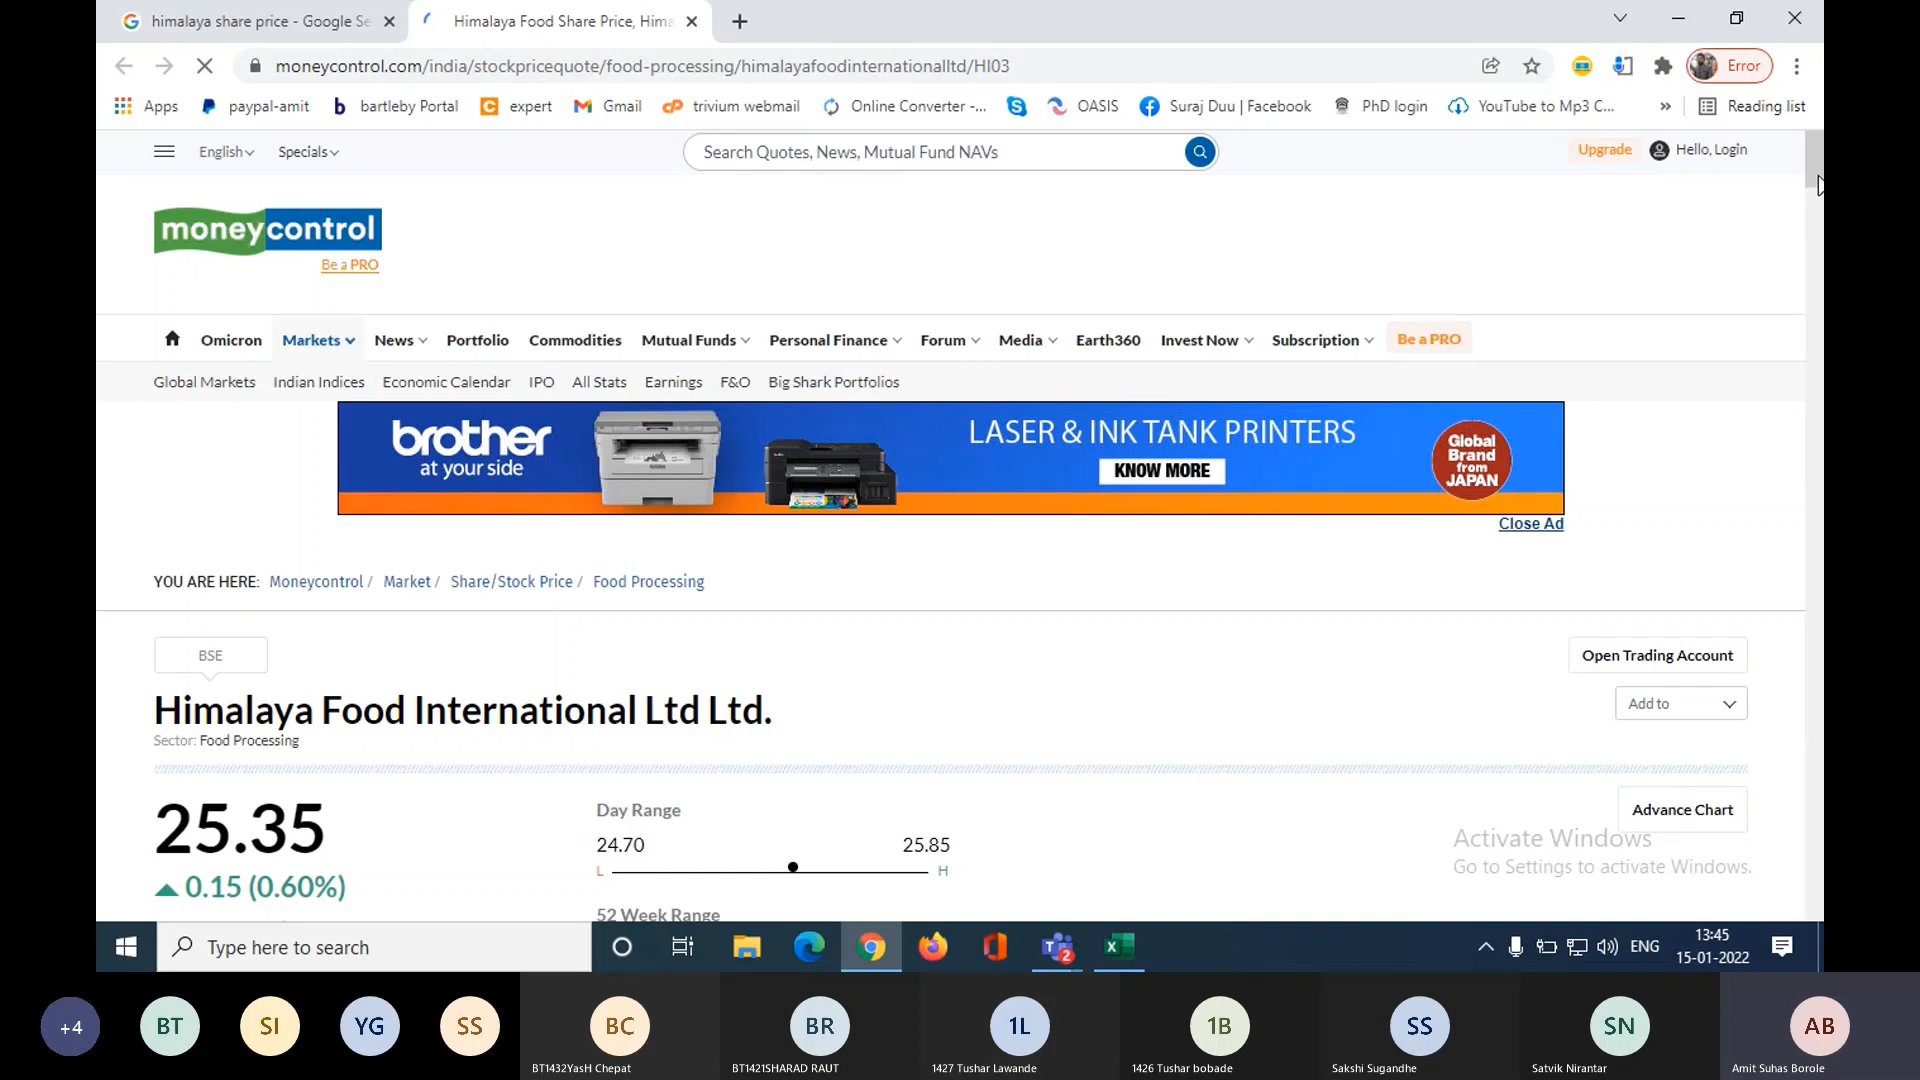 himalaya share price - Google Se
Himalaya Food Share Price, Hima
moneycontrol.com/india/stockpricequote/food-processing/himalayafoodinternationalltd/HI03
Error
Apps
paypal-amit
bartleby Portal
expert
Gmail
trivium webmail
Online Converter -...
OASIS
Suraj Duu | Facebook
PhD login
YouTube to Mp3 C...
»
Reading list
English
Specials
Search Quotes, News, Mutual Fund NAVs
Upgrade
Hello, Login
moneycontrol
Be a PRO
Omicron
Markets
News
Portfolio
Commodities
Mutual Funds
Personal Finance
Forum
Media
Earth360
Invest Now
Subscription
Be a PRO
Global Markets
Indian Indices
Economic Calendar
IPO
All Stats
Earnings
F&O
Big Shark Portfolios
brother
at your side
LASER & INK TANK PRINTERS
KNOW MORE
Global
Brand
from
JAPAN
Close Ad
YOU ARE HERE: Moneycontrol / Market / Share/Stock Price / Food Processing
BSE
Open Trading Account
Himalaya Food International Ltd Ltd.
Add to
Sector: Food Processing
25.35
0.15 (0.60%)
Day Range
24.70
25.85
L
H
52 Week Range
Advance Chart
Activate Windows
Go to Settings to activate Windows.
Type here to search
2
ENG
13:45
15-01-2022
+4
BT
SI
YG
SS
BC
BT1432YasH Chepat
BR
BT1421SHARAD RAUT
1L
1427 Tushar Lawande
1B
1426 Tushar bobade
SS
Sakshi Sugandhe
SN
Satvik Nirantar
AB
Amit Suhas Borole